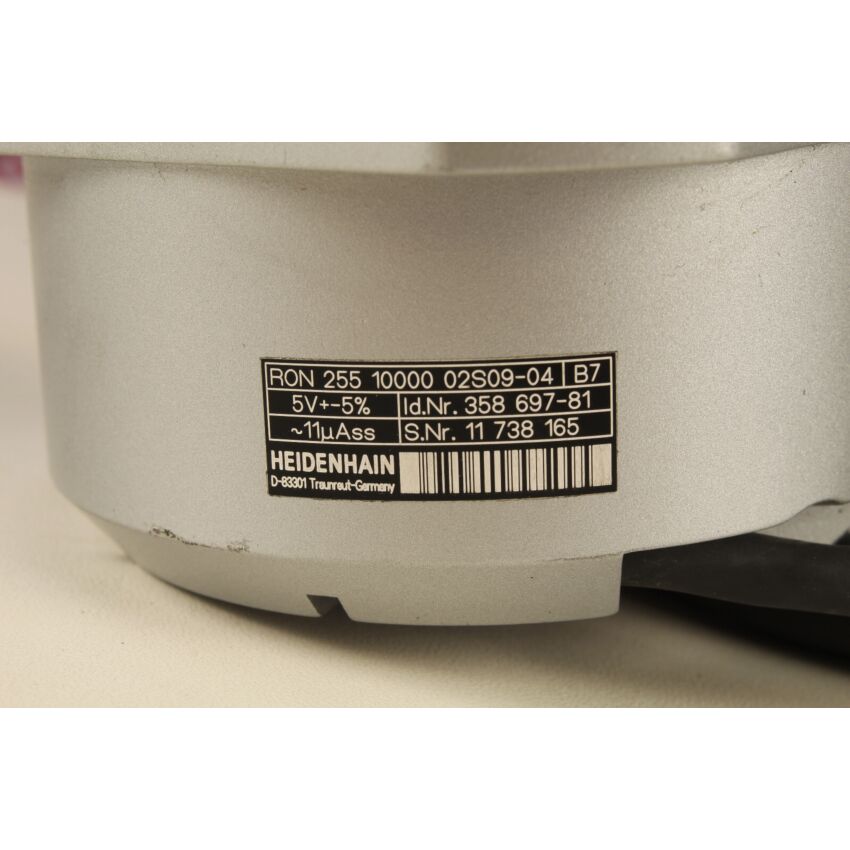 RON 255 10000 02S09-04 B7
5V+-5% Id.Nr. 358 697-81
~11µAss S.Nr. 11 738 165
HEIDENHAIN
D-83301 Traunreut-Germany